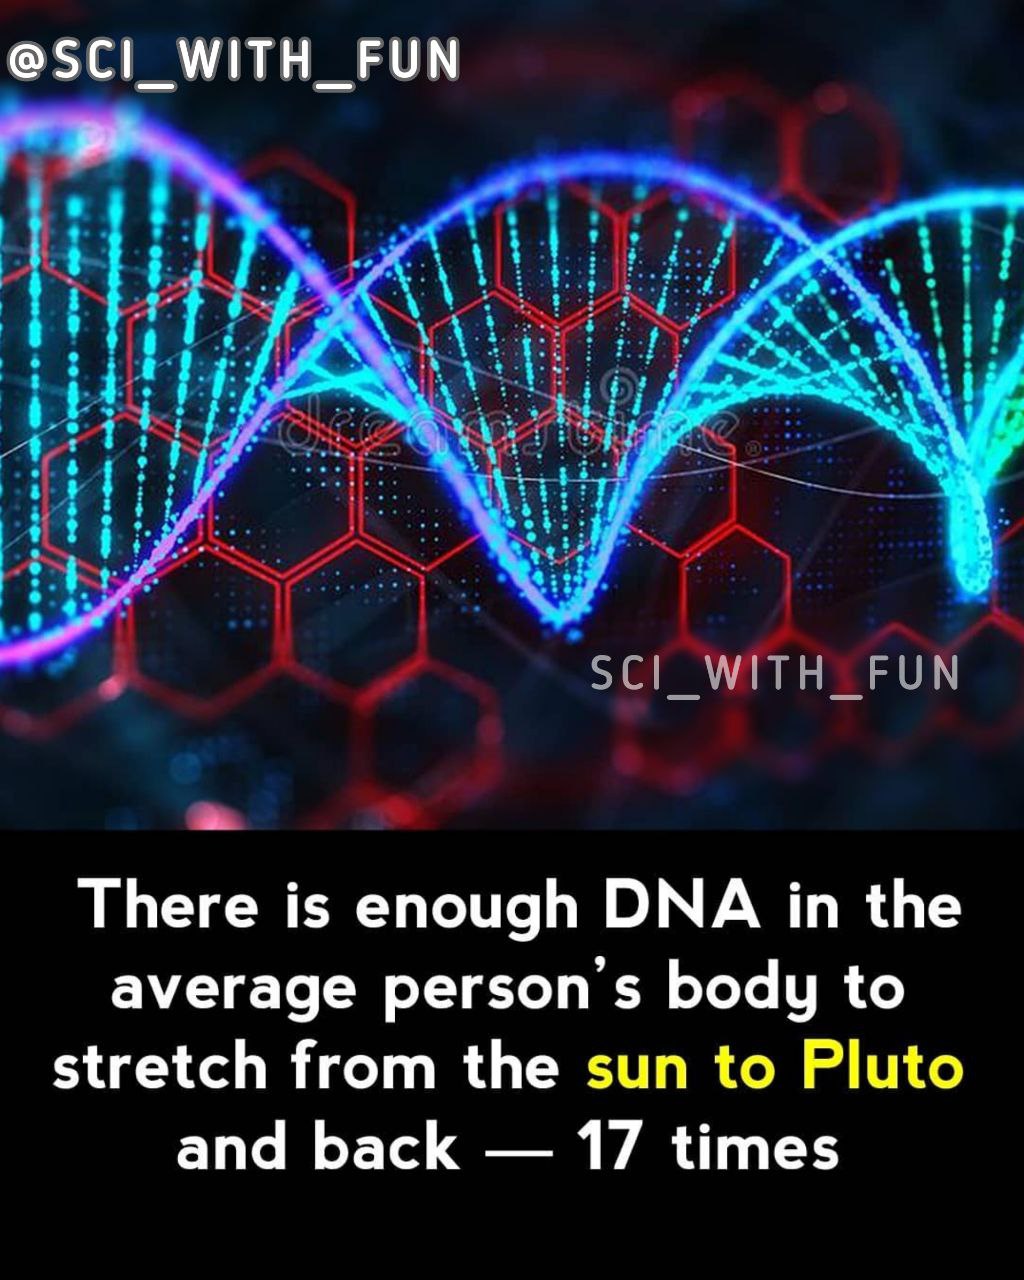 @SCI_WITH_FUN
dreamstime®
SCI_WITH_FUN
There is enough DNA in the
average person's body to
stretch from the sun to Pluto
and back — 17 times